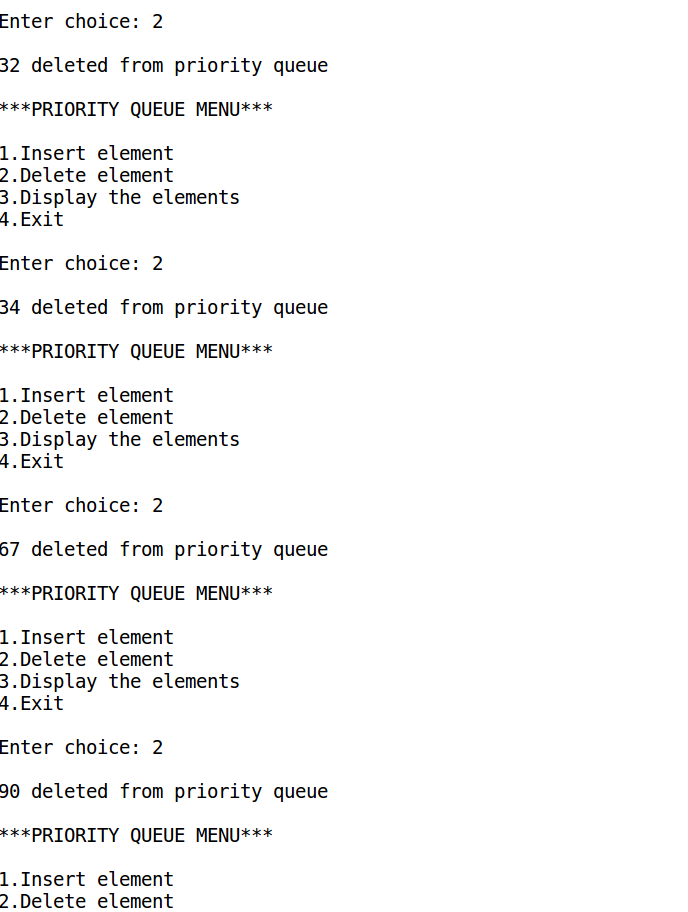 Enter choice: 2
32 deleted from priority queue
***PRIORITY QUEUE MENU***
1.Insert element
2.Delete element
3.Display the elements
4.Exit
Enter choice: 2
34 deleted from priority queue
***PRIORITY QUEUE MENU***
1.Insert element
2.Delete element
3.Display the elements
4.Exit
Enter choice: 2
67 deleted from priority queue
***PRIORITY QUEUE MENU***
1.Insert element
2.Delete element
3.Display the elements
4.Exit
Enter choice: 2
90 deleted from priority queue
***PRIORITY QUEUE MENU***
1.Insert element
2.Delete element